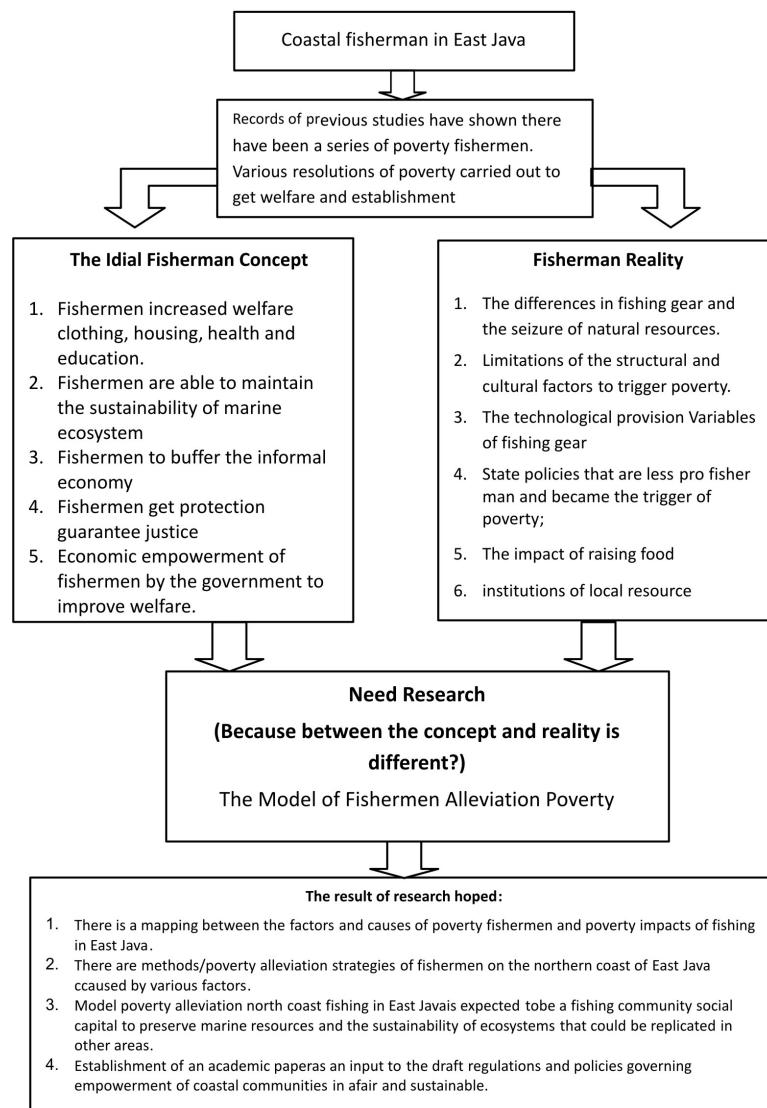 Coastal fisherman in East Java
Records of previous studies have shown there
have been a series of poverty fishermen.
Various resolutions of poverty carried out to
get welfare and establishment
The Idial Fisherman Concept
1. Fishermen increased welfare
clothing, housing, health and
education.
2. Fishermen are able to maintain
the sustainability of marine
ecosystem
3. Fishermen to buffer the informal
economy
4. Fishermen get protection
guarantee justice
5. Economic empowerment of
fishermen by the government to
improve welfare.
Fisherman Reality
1. The differences in fishing gear and
the seizure of natural resources.
2. Limitations of the structural and
cultural factors to trigger poverty.
3. The technological provision Variables
of fishing gear
4. State policies that are less pro fisher
man and became the trigger of
poverty;
5. The impact of raising food
6. institutions of local resource
Need Research
(Because between the concept and reality is
different?)
The Model of Fishermen Alleviation Poverty
The result of research hoped:
1. There is a mapping between the factors and causes of poverty fishermen and poverty impacts of fishing
in East Java.
2. There are methods/poverty alleviation strategies of fishermen on the northern coast of East Java
ccaused by various factors.
3. Model poverty alleviation north coast fishing in East Javais expected tobe a fishing community social
capital to preserve marine resources and the sustainability of ecosystems that could be replicated in
other areas.
4. Establishment of an academic paperas an input to the draft regulations and policies governing
empowerment of coastal communities in afair and sustainable.